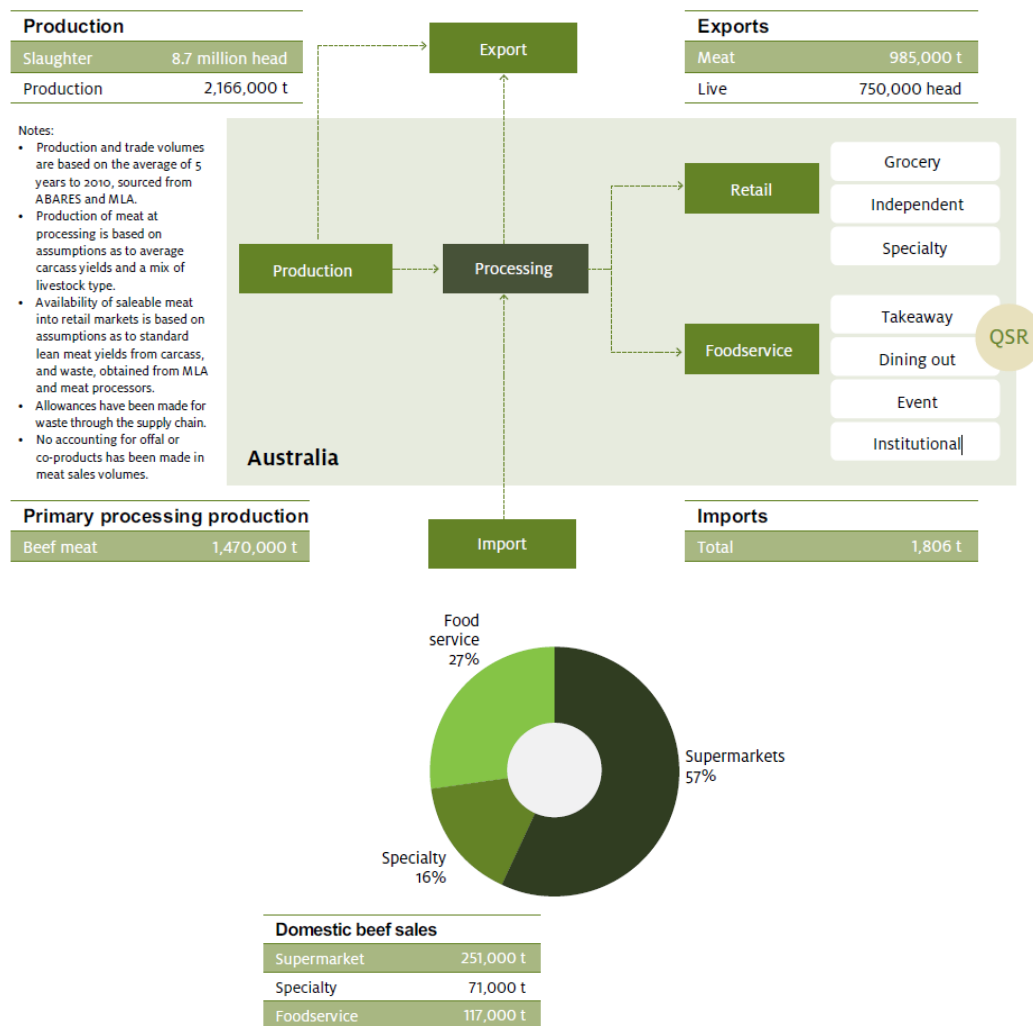 Production
Slaughter 8.7 million head
Production 2,166,000 t
Export
Exports
Meat 985,000 t
Live 750,000 head
Notes:
• Production and trade volumes
are based on the average of 5
years to 2010, sourced from
ABARES and MLA.
• Production of meat at
processing is based on
assumptions as to average
carcass yields and a mix of
livestock type.
• Availability of saleable meat
into retail markets is based on
assumptions as to standard
lean meat yields from carcass,
and waste, obtained from MLA
and meat processors.
• Allowances have been made for
waste through the supply chain.
• No accounting for offal or
co-products has been made in
meat sales volumes.
Production
Processing
Retail
Grocery
Independent
Specialty
Foodservice
Takeaway
Dining out
Event
Institutional
QSR
Australia
Primary processing production
Beef meat 1,470,000 t
Import
Imports
Total 1,806 t
Food
service
27%
Supermarkets
57%
Specialty
16%
Domestic beef sales
Supermarket 251,000 t
Specialty 71,000 t
Foodservice 117,000 t